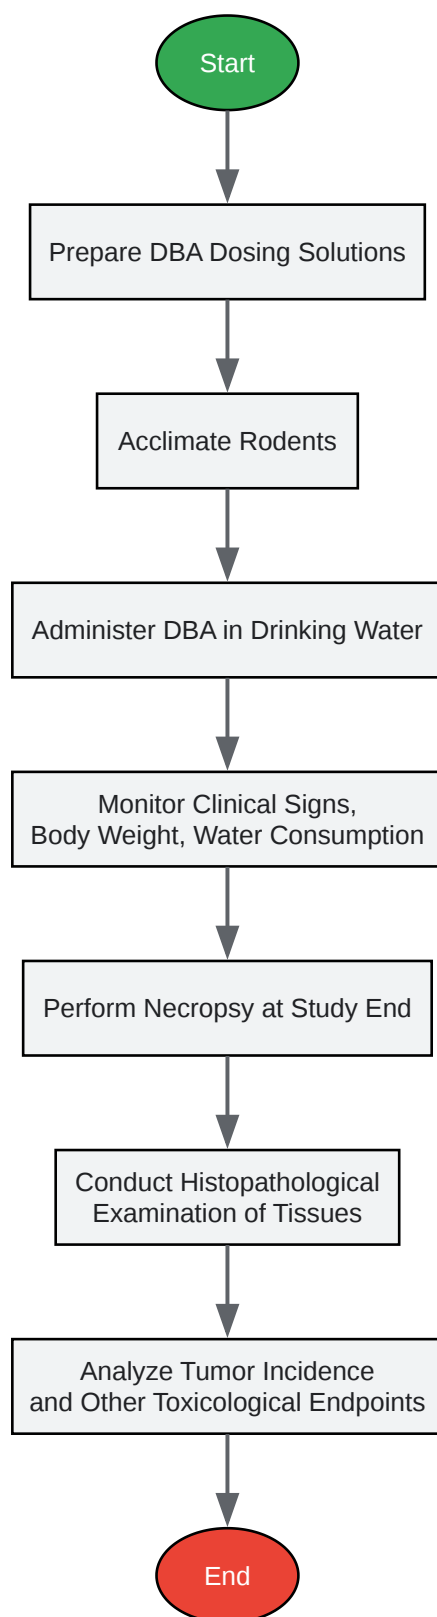 Start
Prepare DBA Dosing Solutions
Acclimate Rodents
Administer DBA in Drinking Water
Monitor Clinical Signs,
Body Weight, Water Consumption
Perform Necropsy at Study End
Conduct Histopathological
Examination of Tissues
Analyze Tumor Incidence
and Other Toxicological Endpoints
End